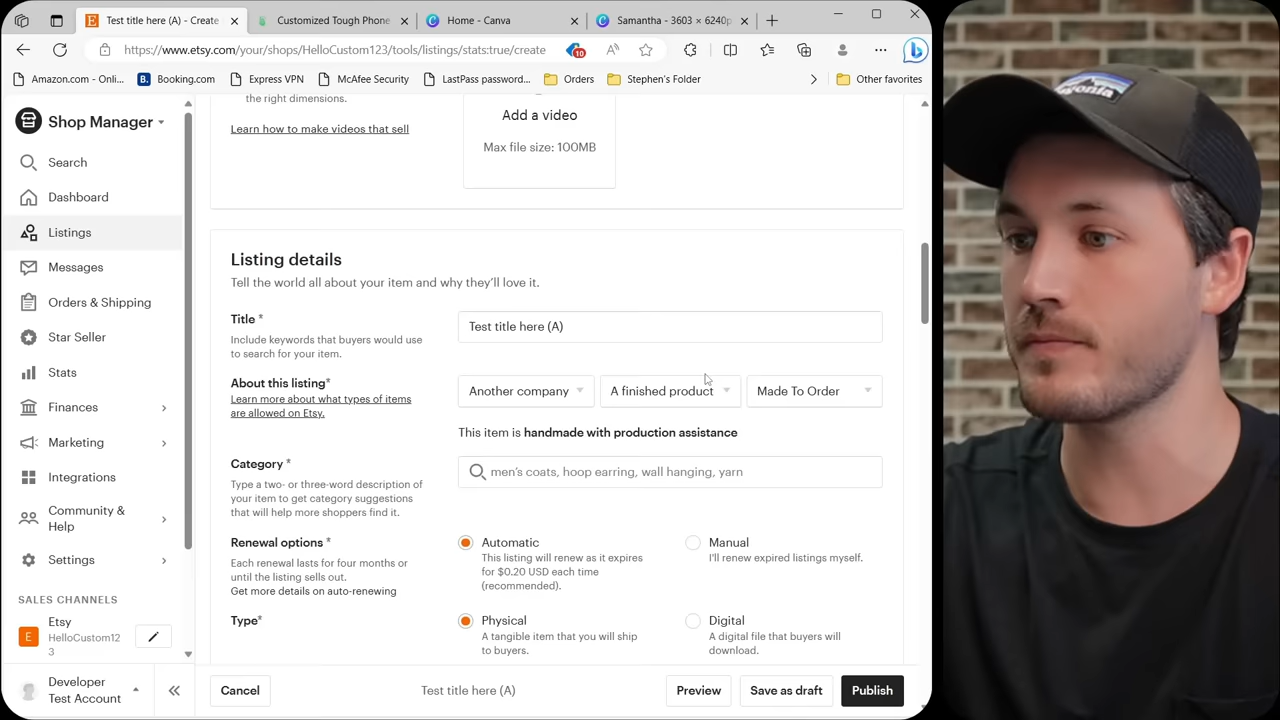 Test title here (A) - Create
Customized Tough Phone
Home - Canva
Samantha - 3603 × 6240p
https://www.etsy.com/your/shops/HelloCustom123/tools/listings/stats:true/create
10
Amazon.com - Onli...
Booking.com
Express VPN
McAfee Security
LastPass password...
Orders
Stephen's Folder
Other favorites
Shop Manager
Search
Dashboard
Listings
Messages
Orders & Shipping
Star Seller
Stats
Finances
Marketing
Integrations
Community &
Help
Settings
SALES CHANNELS
E
Etsy
HelloCustom12
3
Developer
Test Account
the right dimensions.
Learn how to make videos that sell
Add a video
Max file size: 100MB
Listing details
Tell the world all about your item and why they'll love it.
Title *
Include keywords that buyers would use
to search for your item.
Test title here (A)
About this listing*
Learn more about what types of items
are allowed on Etsy.
Another company
A finished product
Made To Order
This item is handmade with production assistance
Category *
Type a two- or three-word description of
your item to get category suggestions
that will help more shoppers find it.
men's coats, hoop earring, wall hanging, yarn
Renewal options *
Each renewal lasts for four months or
until the listing sells out.
Get more details on auto-renewing
Automatic
This listing will renew as it expires
for $0.20 USD each time
(recommended).
Manual
I'll renew expired listings myself.
Type*
Physical
A tangible item that you will ship
to buyers.
Digital
A digital file that buyers will
download.
Cancel
Test title here (A)
Preview
Save as draft
Publish